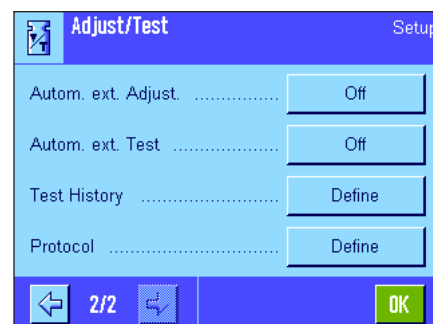 Adjust/Test Setup
Autom. ext. Adjust. ............... Off
Autom. ext. Test ................... Off
Test History ........................ Define
Protocol .............................. Define
2/2 OK